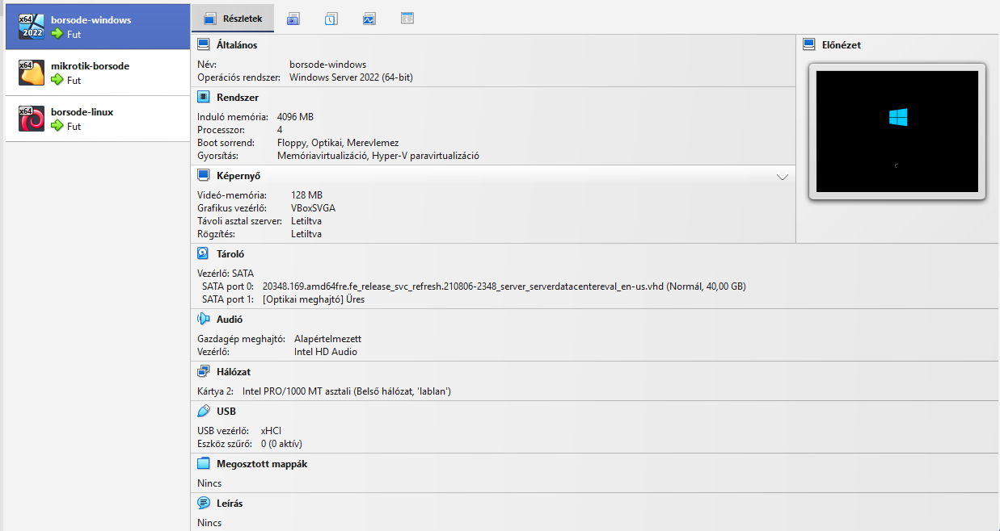 x64
2022
borsode-windows
Fut
x64
mikrotik-borsode
Fut
x64
borsode-linux
Fut
Részletek
Általános
Név: borsode-windows
Operációs rendszer: Windows Server 2022 (64-bit)
Rendszer
Induló memória: 4096 MB
Processzor: 4
Boot sorrend: Floppy, Optikai, Merevlemez
Gyorsítás: Memóriavirtualizáció, Hyper-V paravirtualizáció
Képernyő
Videó-memória: 128 MB
Grafikus vezérlő: VBoxSVGA
Távoli asztal szerver: Letiltva
Rögzítés: Letiltva
Előnézet
Tároló
Vezérlő: SATA
SATA port 0: 20348.169.amd64fre.fe_release_svc_refresh.210806-2348_server_serverdatacentereval_en-us.vhd (Normál, 40,00 GB)
SATA port 1: [Optikai meghajtó] Üres
Audió
Gazdagép meghajtó: Alapértelmezett
Vezérlő: Intel HD Audio
Hálózat
Kártya 2: Intel PRO/1000 MT asztali (Belső hálózat, 'lablan')
USB
USB vezérlő: xHCI
Eszköz szűrő: 0 (0 aktív)
Megosztott mappák
Nincs
Leírás
Nincs